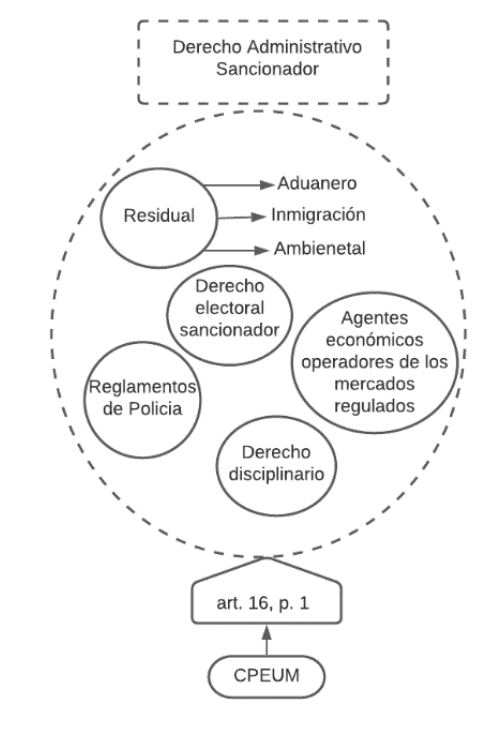 Derecho Administrativo
Sancionador
Residual
Aduanero
Inmigración
Ambienetal
Derecho
electoral
sancionador
Agentes
económicos
operadores de los
mercados
regulados
Reglamentos
de Policia
Derecho
disciplinario
art. 16, p. 1
CPEUM